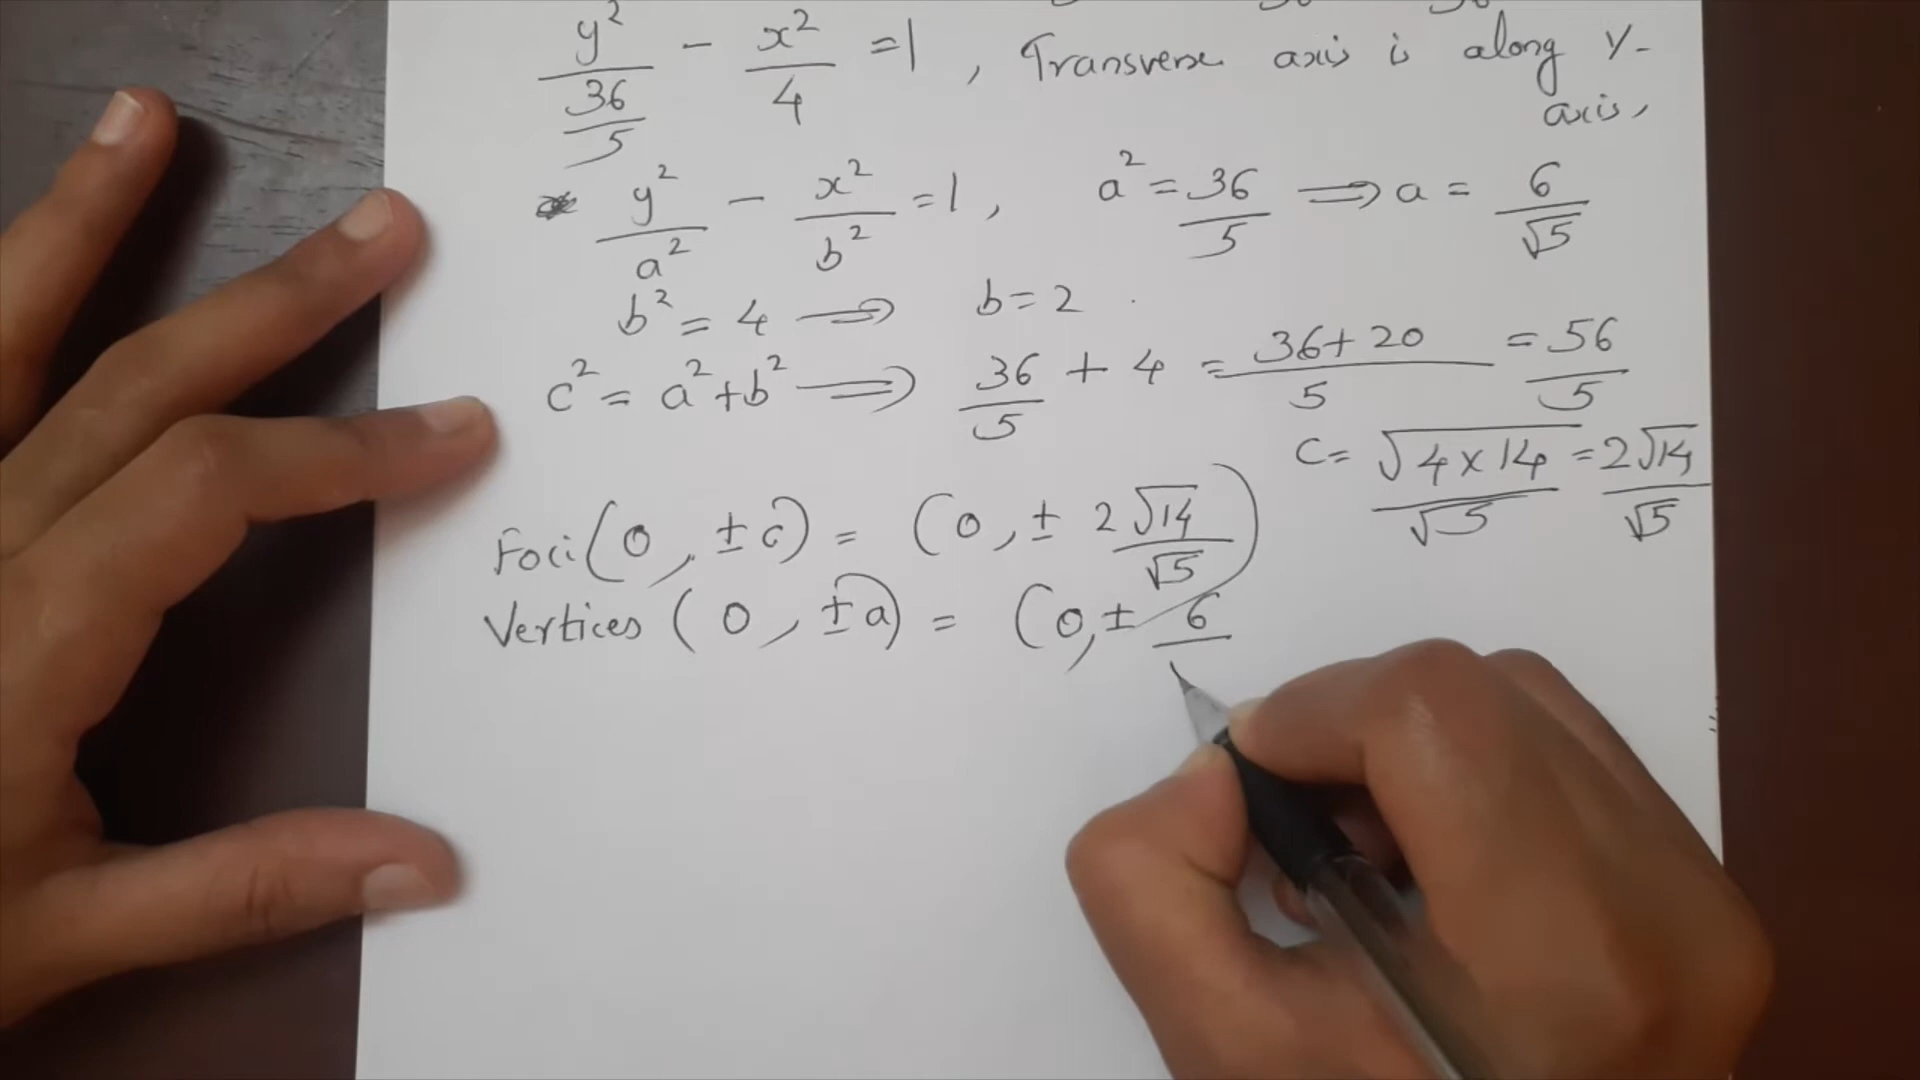 y²/(36/5) - x²/4 = 1 , Transverse axis is along y-
axis,
y²/a² - x²/b² = 1 , a² = 36/5 ⟹ a = 6/√5
b² = 4 ⟹ b = 2
c² = a² + b² ⟹ 36/5 + 4 = (36+20)/5 = 56/5
c = √(4×14)/√5 = 2√14/√5
Foci (0, ±c) = (0, ± 2√14/√5)
Vertices (0, ±a) = (0, ± 6/